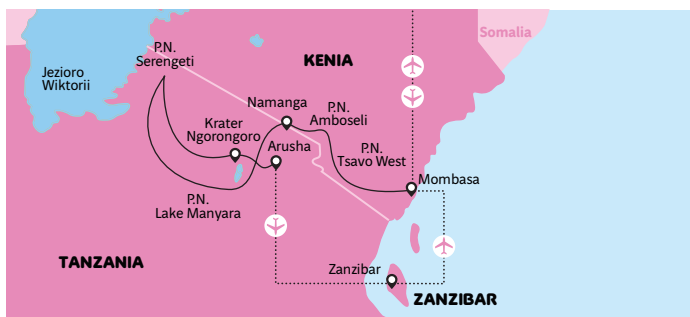 Somalia
P.N.
Serengeti
KENIA
Jezioro
Wiktorii
Namanga
P.N.
Amboseli
Krater
Ngorongoro
Arusha
P.N.
Tsavo West
Mombasa
P.N.
Lake Manyara
TANZANIA
Zanzibar
ZANZIBAR